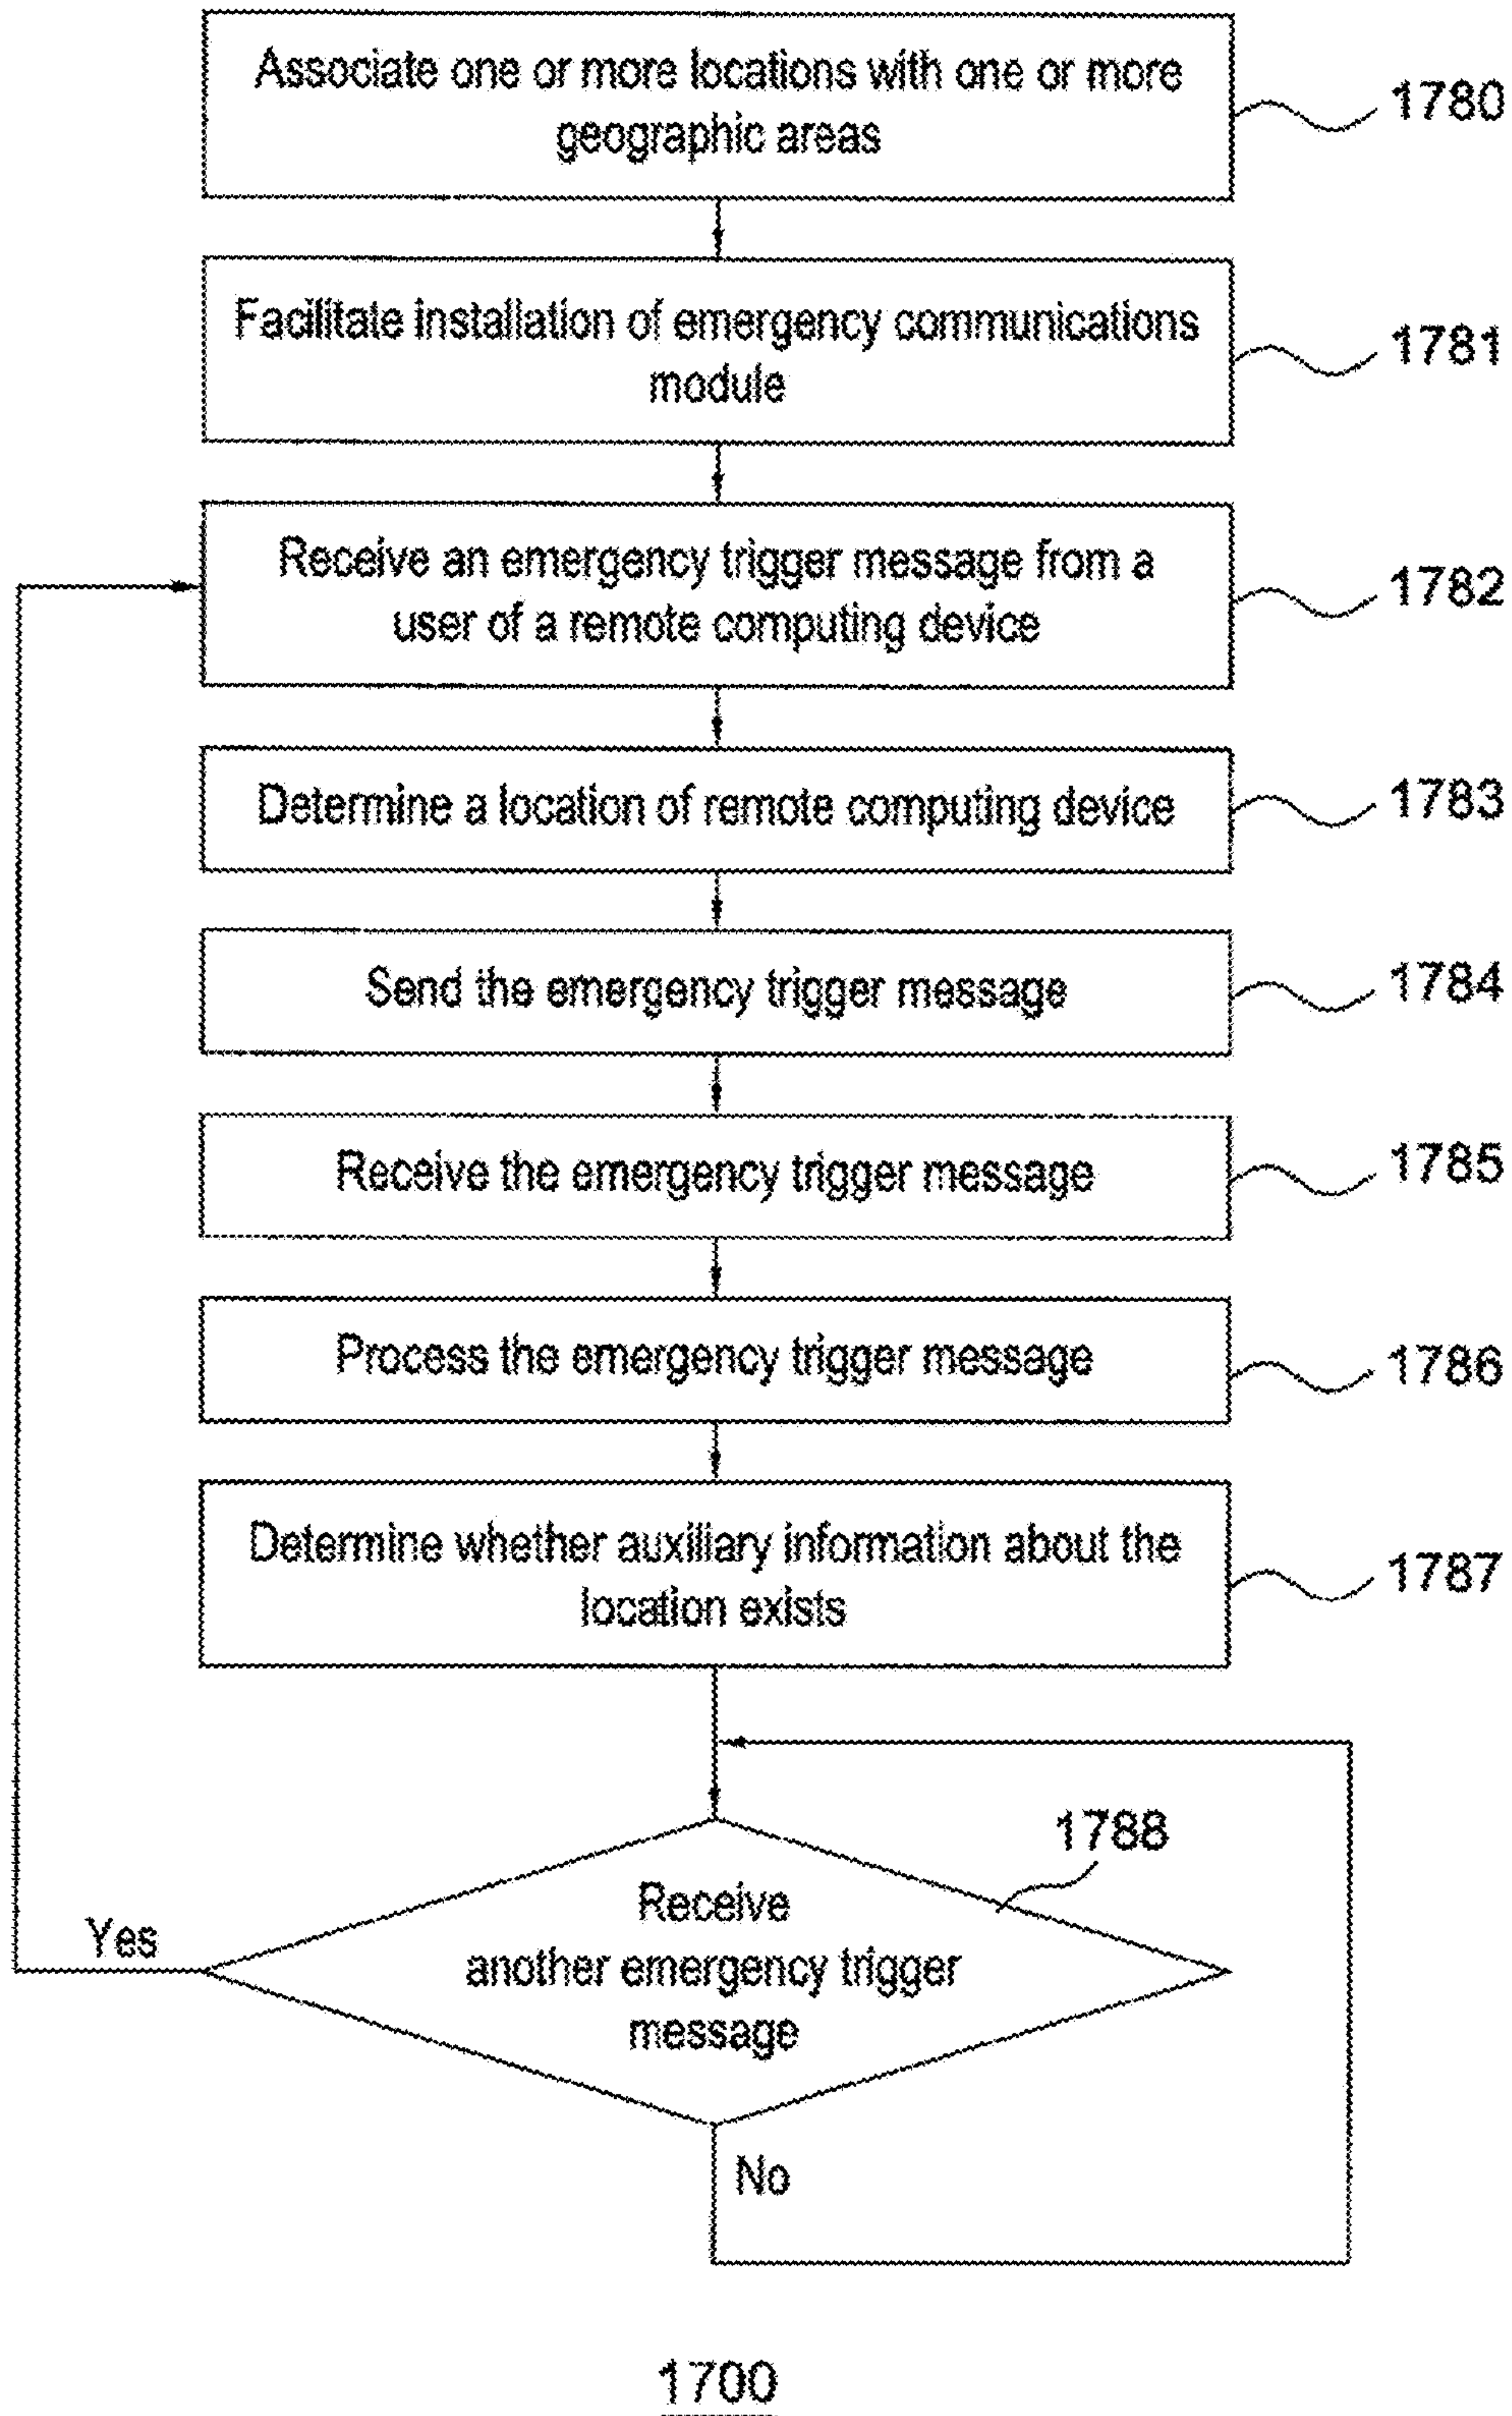 Associate one or more locations with one or more
geographic areas
1780
Facilitate installation of emergency communications
module
1781
Receive an emergency trigger message from a
user of a remote computing device
1782
Determine a location of remote computing device
1783
Send the emergency trigger message
1784
Receive the emergency trigger message
1785
Process the emergency trigger message
1786
Determine whether auxiliary information about the
location exists
1787
1788
Receive
another emergency trigger
message
Yes
No
1700